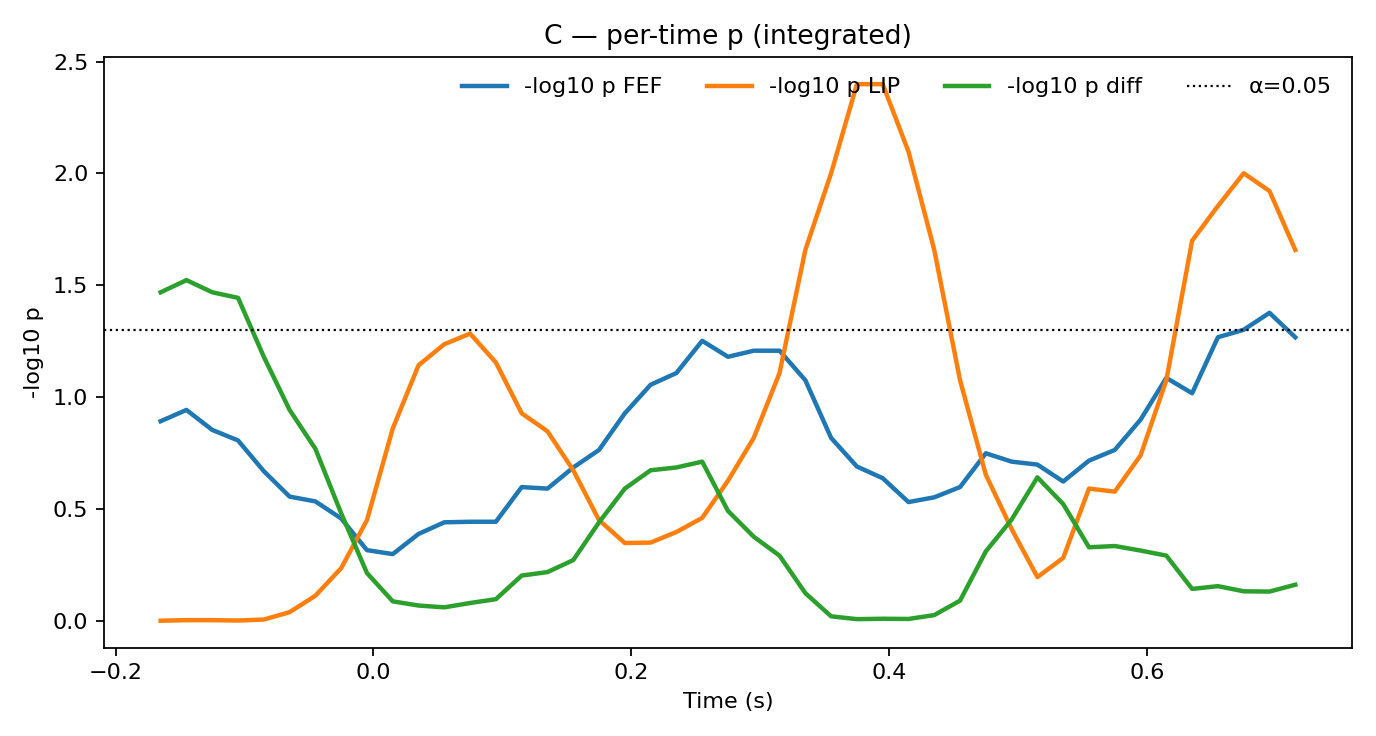 C — per-time p (integrated)
-log10 p FEF
-log10 p LIP
-log10 p diff
α=0.05
-log10 p
2.5
2.0
1.5
1.0
0.5
0.0
−0.2
0.0
0.2
0.4
0.6
Time (s)